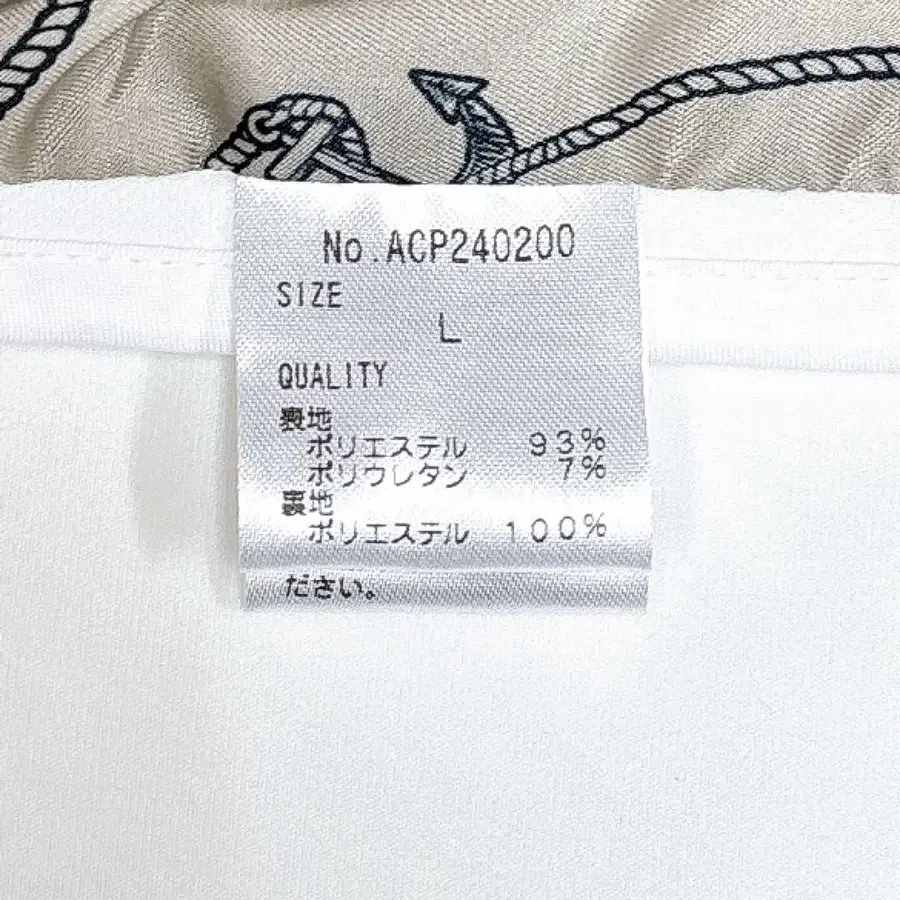 No.ACP240200
SIZE
L
QUALITY
表地
ポリエステル 93%
ポリウレタン 7%
裏地
ポリエステル 100%
ださい。